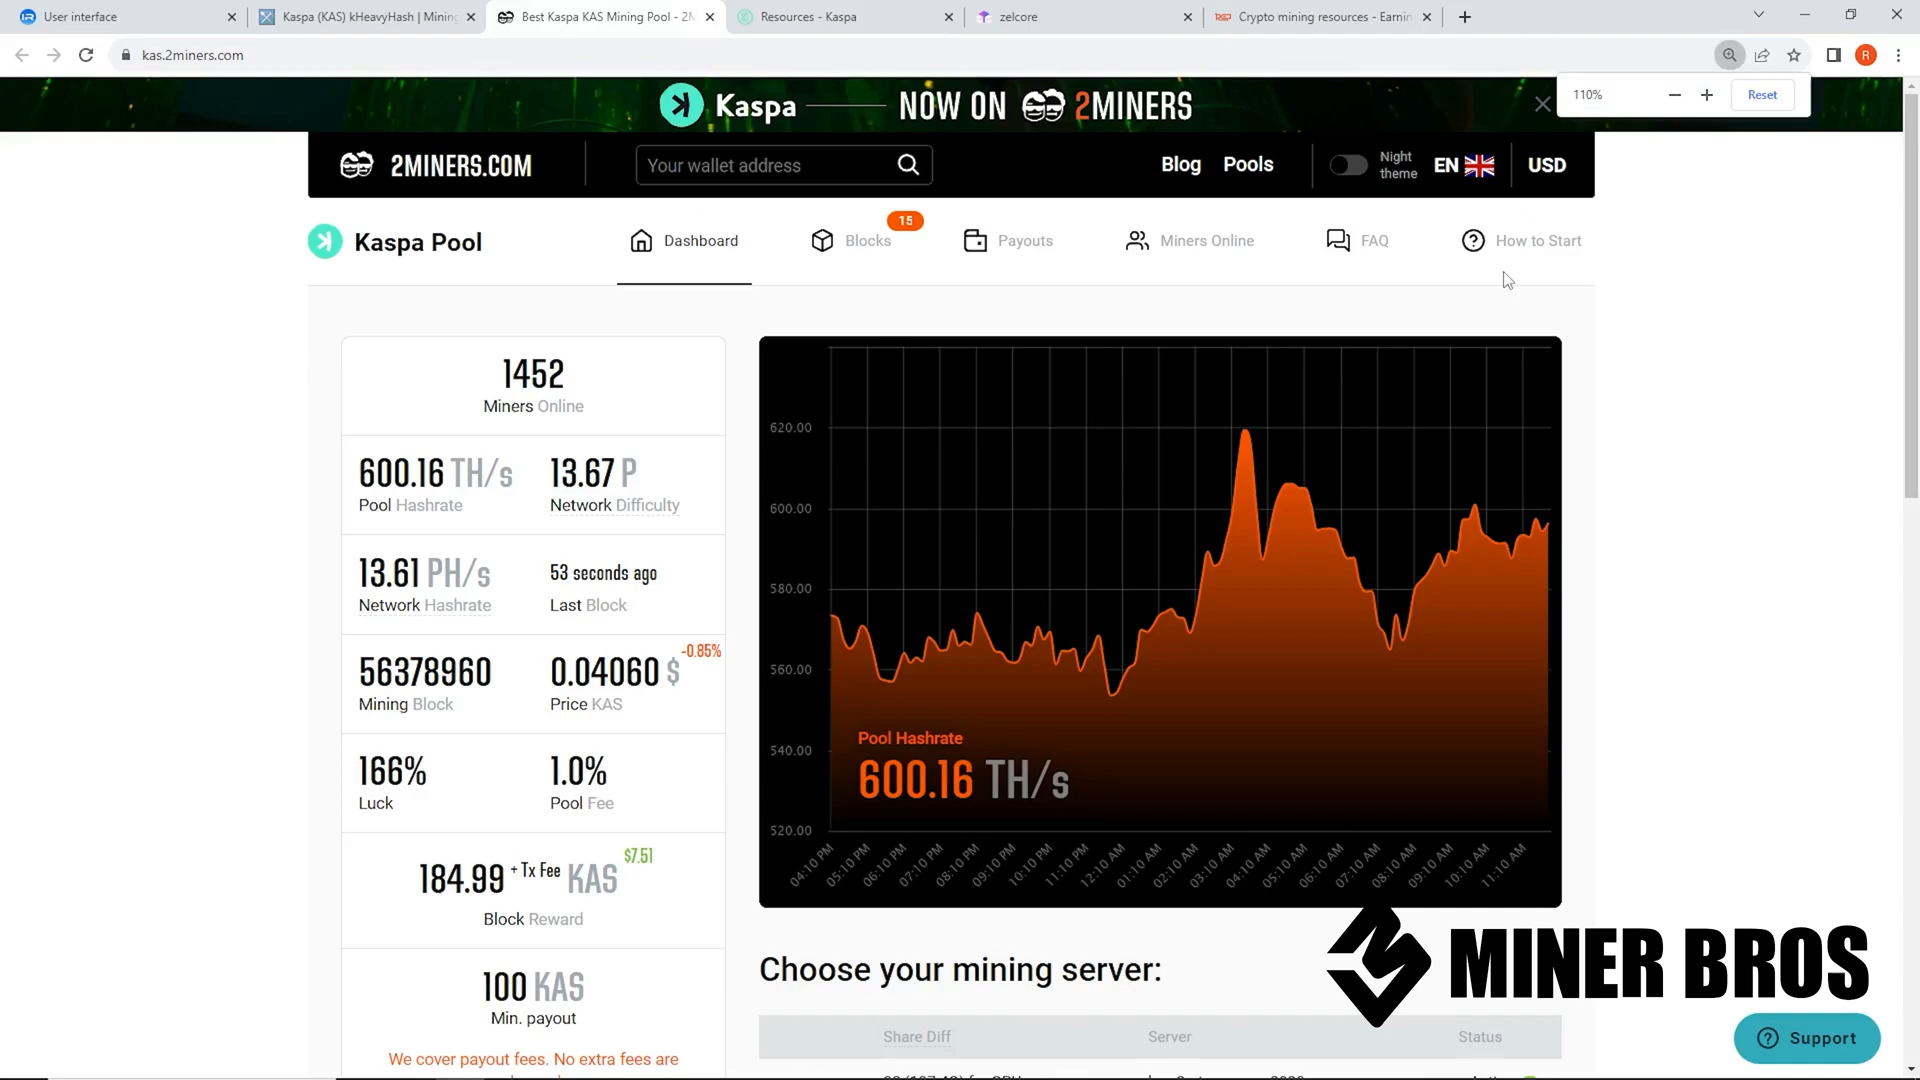 User interface
Kaspa (KAS) kHeavyHash | Mining
Best Kaspa KAS Mining Pool - 2M
Resources - Kaspa
zelcore
Crypto mining resources - Earnin
kas.2miners.com
R
110%
Reset
Kaspa
NOW ON 2MINERS
2MINERS.COM
Your wallet address
Blog
Pools
Night
theme
EN
USD
Kaspa Pool
Dashboard
Blocks
15
Payouts
Miners Online
FAQ
How to Start
1452
Miners Online
600.16 TH/s
Pool Hashrate
13.67 P
Network Difficulty
13.61 PH/s
Network Hashrate
53 seconds ago
Last Block
56378960
Mining Block
0.04060 $
-0.85%
Price KAS
166%
Luck
1.0%
Pool Fee
184.99 + Tx Fee KAS
$7.51
Block Reward
100 KAS
Min. payout
We cover payout fees. No extra fees are
620.00
600.00
580.00
560.00
540.00
520.00
Pool Hashrate
600.16 TH/s
04:10 PM
05:10 PM
06:10 PM
07:10 PM
08:10 PM
09:10 PM
10:10 PM
11:10 PM
12:10 AM
01:10 AM
02:10 AM
03:10 AM
04:10 AM
05:10 AM
06:10 AM
07:10 AM
08:10 AM
09:10 AM
10:10 AM
11:10 AM
Choose your mining server:
Share Diff
Server
Status
MINER BROS
Support